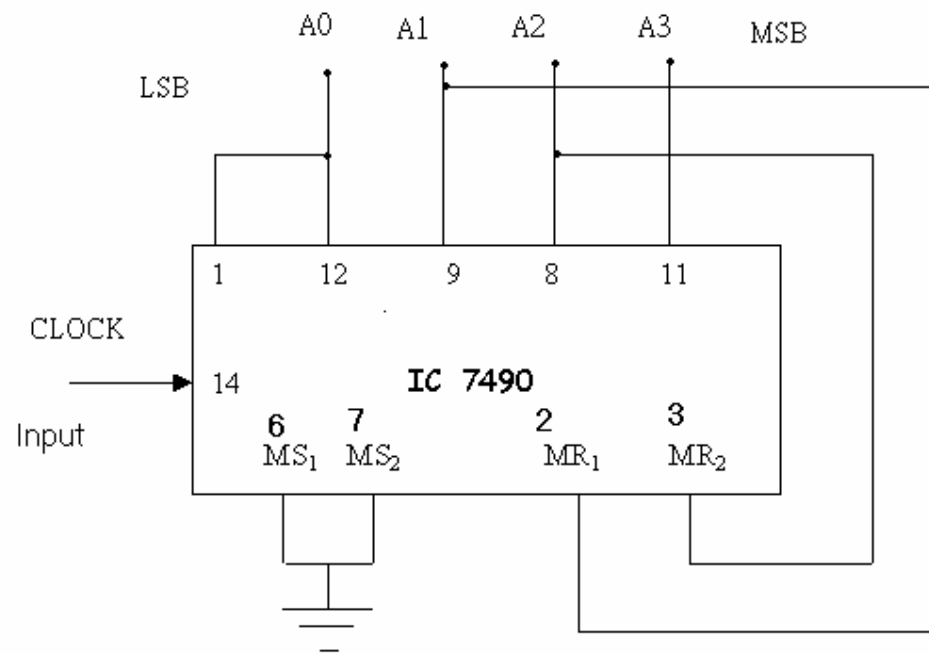 A0 A1 A2 A3 MSB
LSB
1 12 9 8 11
CLOCK
14 IC 7490
Input
6 7 2 3
MS₁ MS₂ MR₁ MR₂